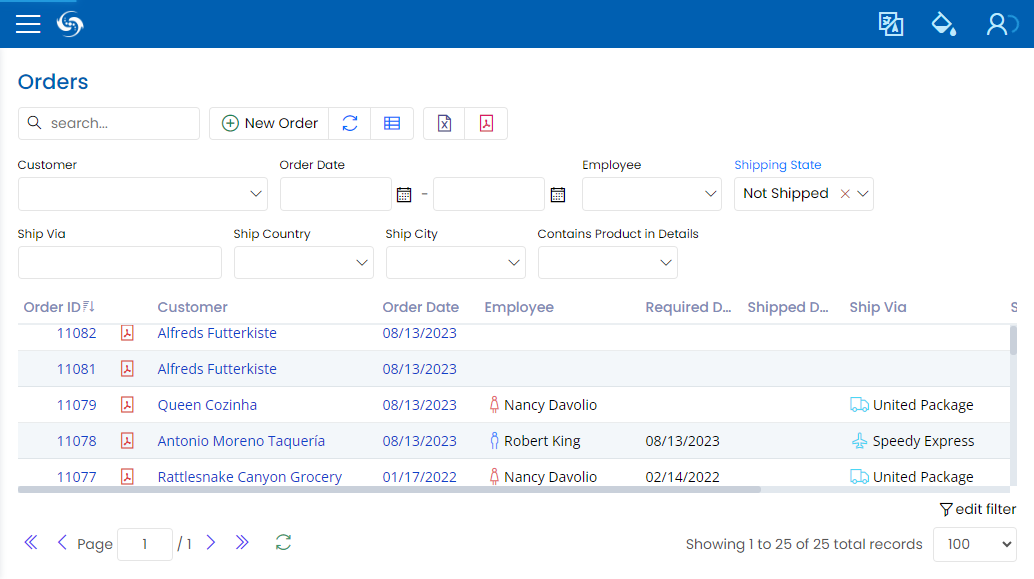 Orders
search...
New Order
Customer
Order Date
Employee
Shipping State
-
Not Shipped
Ship Via
Ship Country
Ship City
Contains Product in Details
Order ID Customer Order Date Employee Required D... Shipped D... Ship Via
11082 Alfreds Futterkiste 08/13/2023
11081 Alfreds Futterkiste 08/13/2023
11079 Queen Cozinha 08/13/2023 Nancy Davolio United Package
11078 Antonio Moreno Taquería 08/13/2023 Robert King 08/13/2023 Speedy Express
11077 Rattlesnake Canyon Grocery 01/17/2022 Nancy Davolio 02/14/2022 United Package
edit filter
Page 1 / 1 Showing 1 to 25 of 25 total records 100